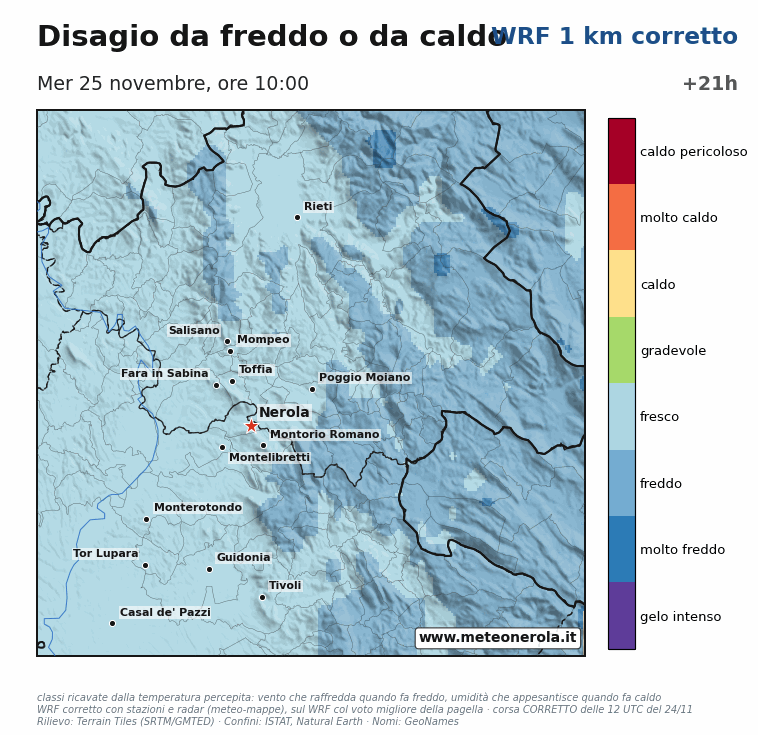 Disagio da freddo o da caldo
WRF 1 km corretto
Mer 25 novembre, ore 10:00
+21h
Rieti
Salisano
Mompeo
Toffia
Fara in Sabina
Poggio Moiano
Nerola
Montorio Romano
Montelibretti
Monterotondo
Tor Lupara
Guidonia
Tivoli
Casal de' Pazzi
www.meteonerola.it
caldo pericoloso
molto caldo
caldo
gradevole
fresco
freddo
molto freddo
gelo intenso
classi ricavate dalla temperatura percepita: vento che raffredda quando fa freddo, umidità che appesantisce quando fa caldo
WRF corretto con stazioni e radar (meteo-mappe), sul WRF col voto migliore della pagella · corsa CORRETTO delle 12 UTC del 24/11
Rilievo: Terrain Tiles (SRTM/GMTED) · Confini: ISTAT, Natural Earth · Nomi: GeoNames